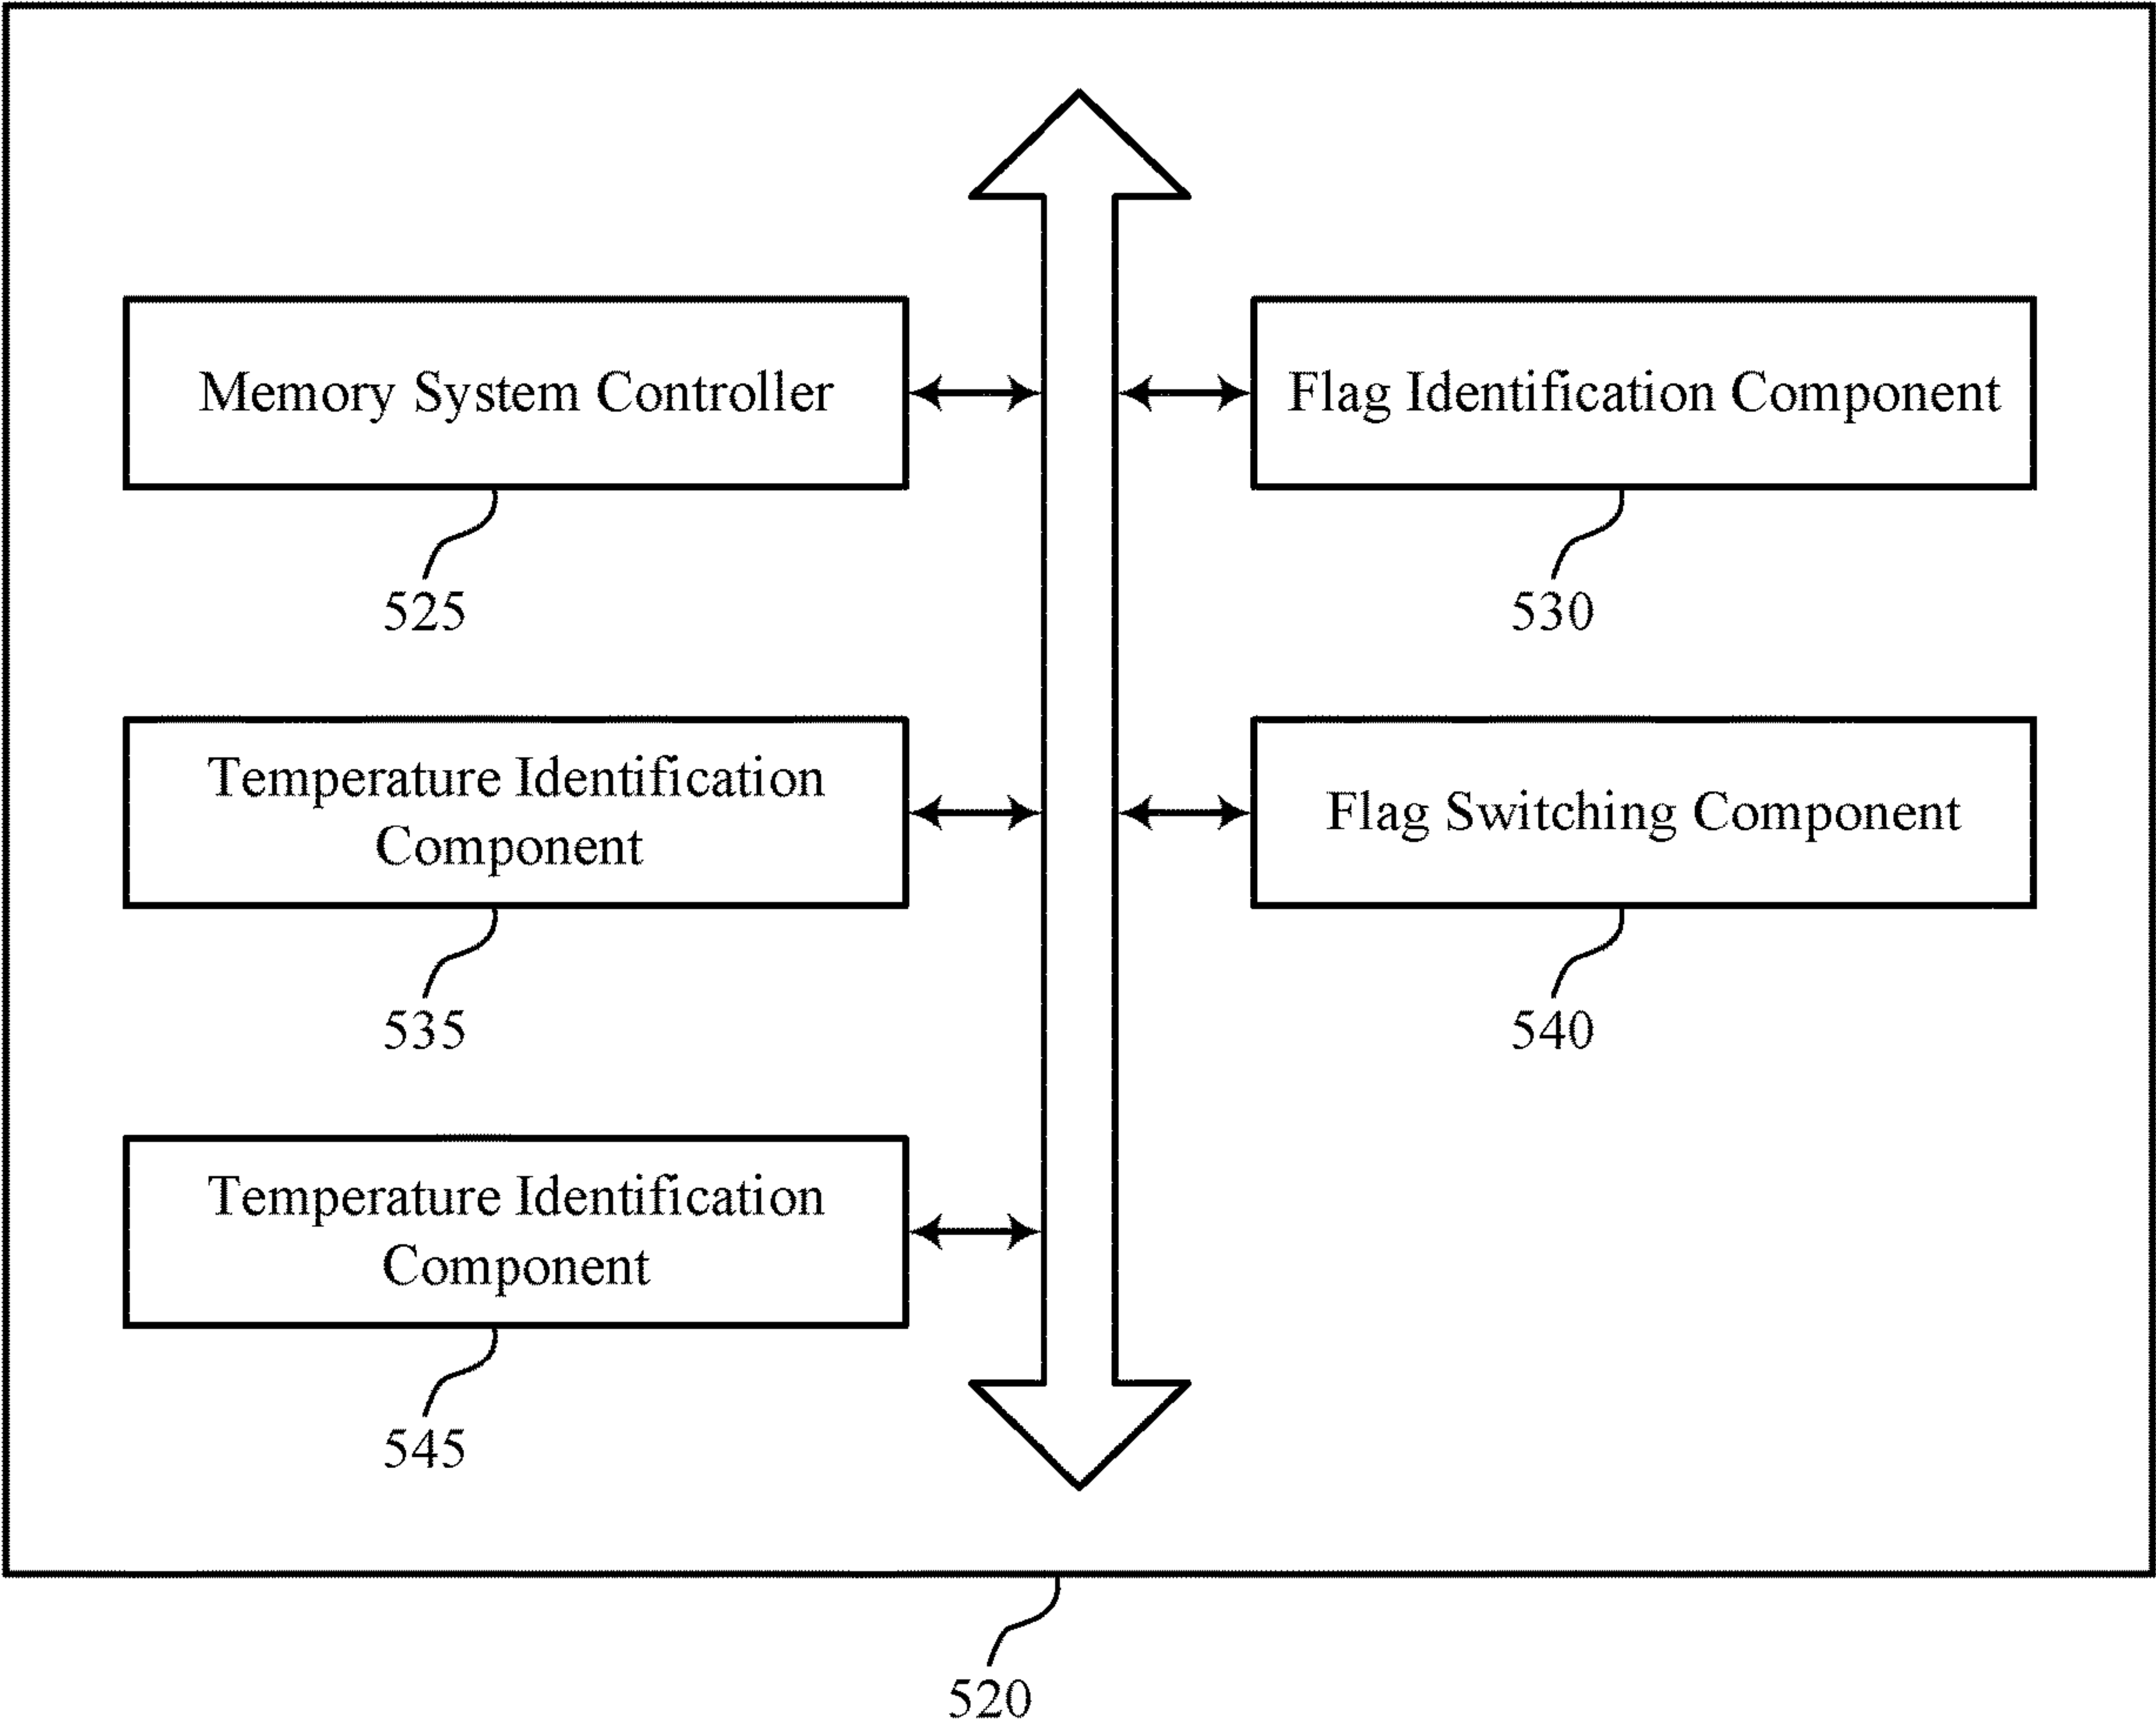 Memory System Controller
Flag Identification Component
525
530
Temperature Identification
Component
Flag Switching Component
535
540
Temperature Identification
Component
545
520